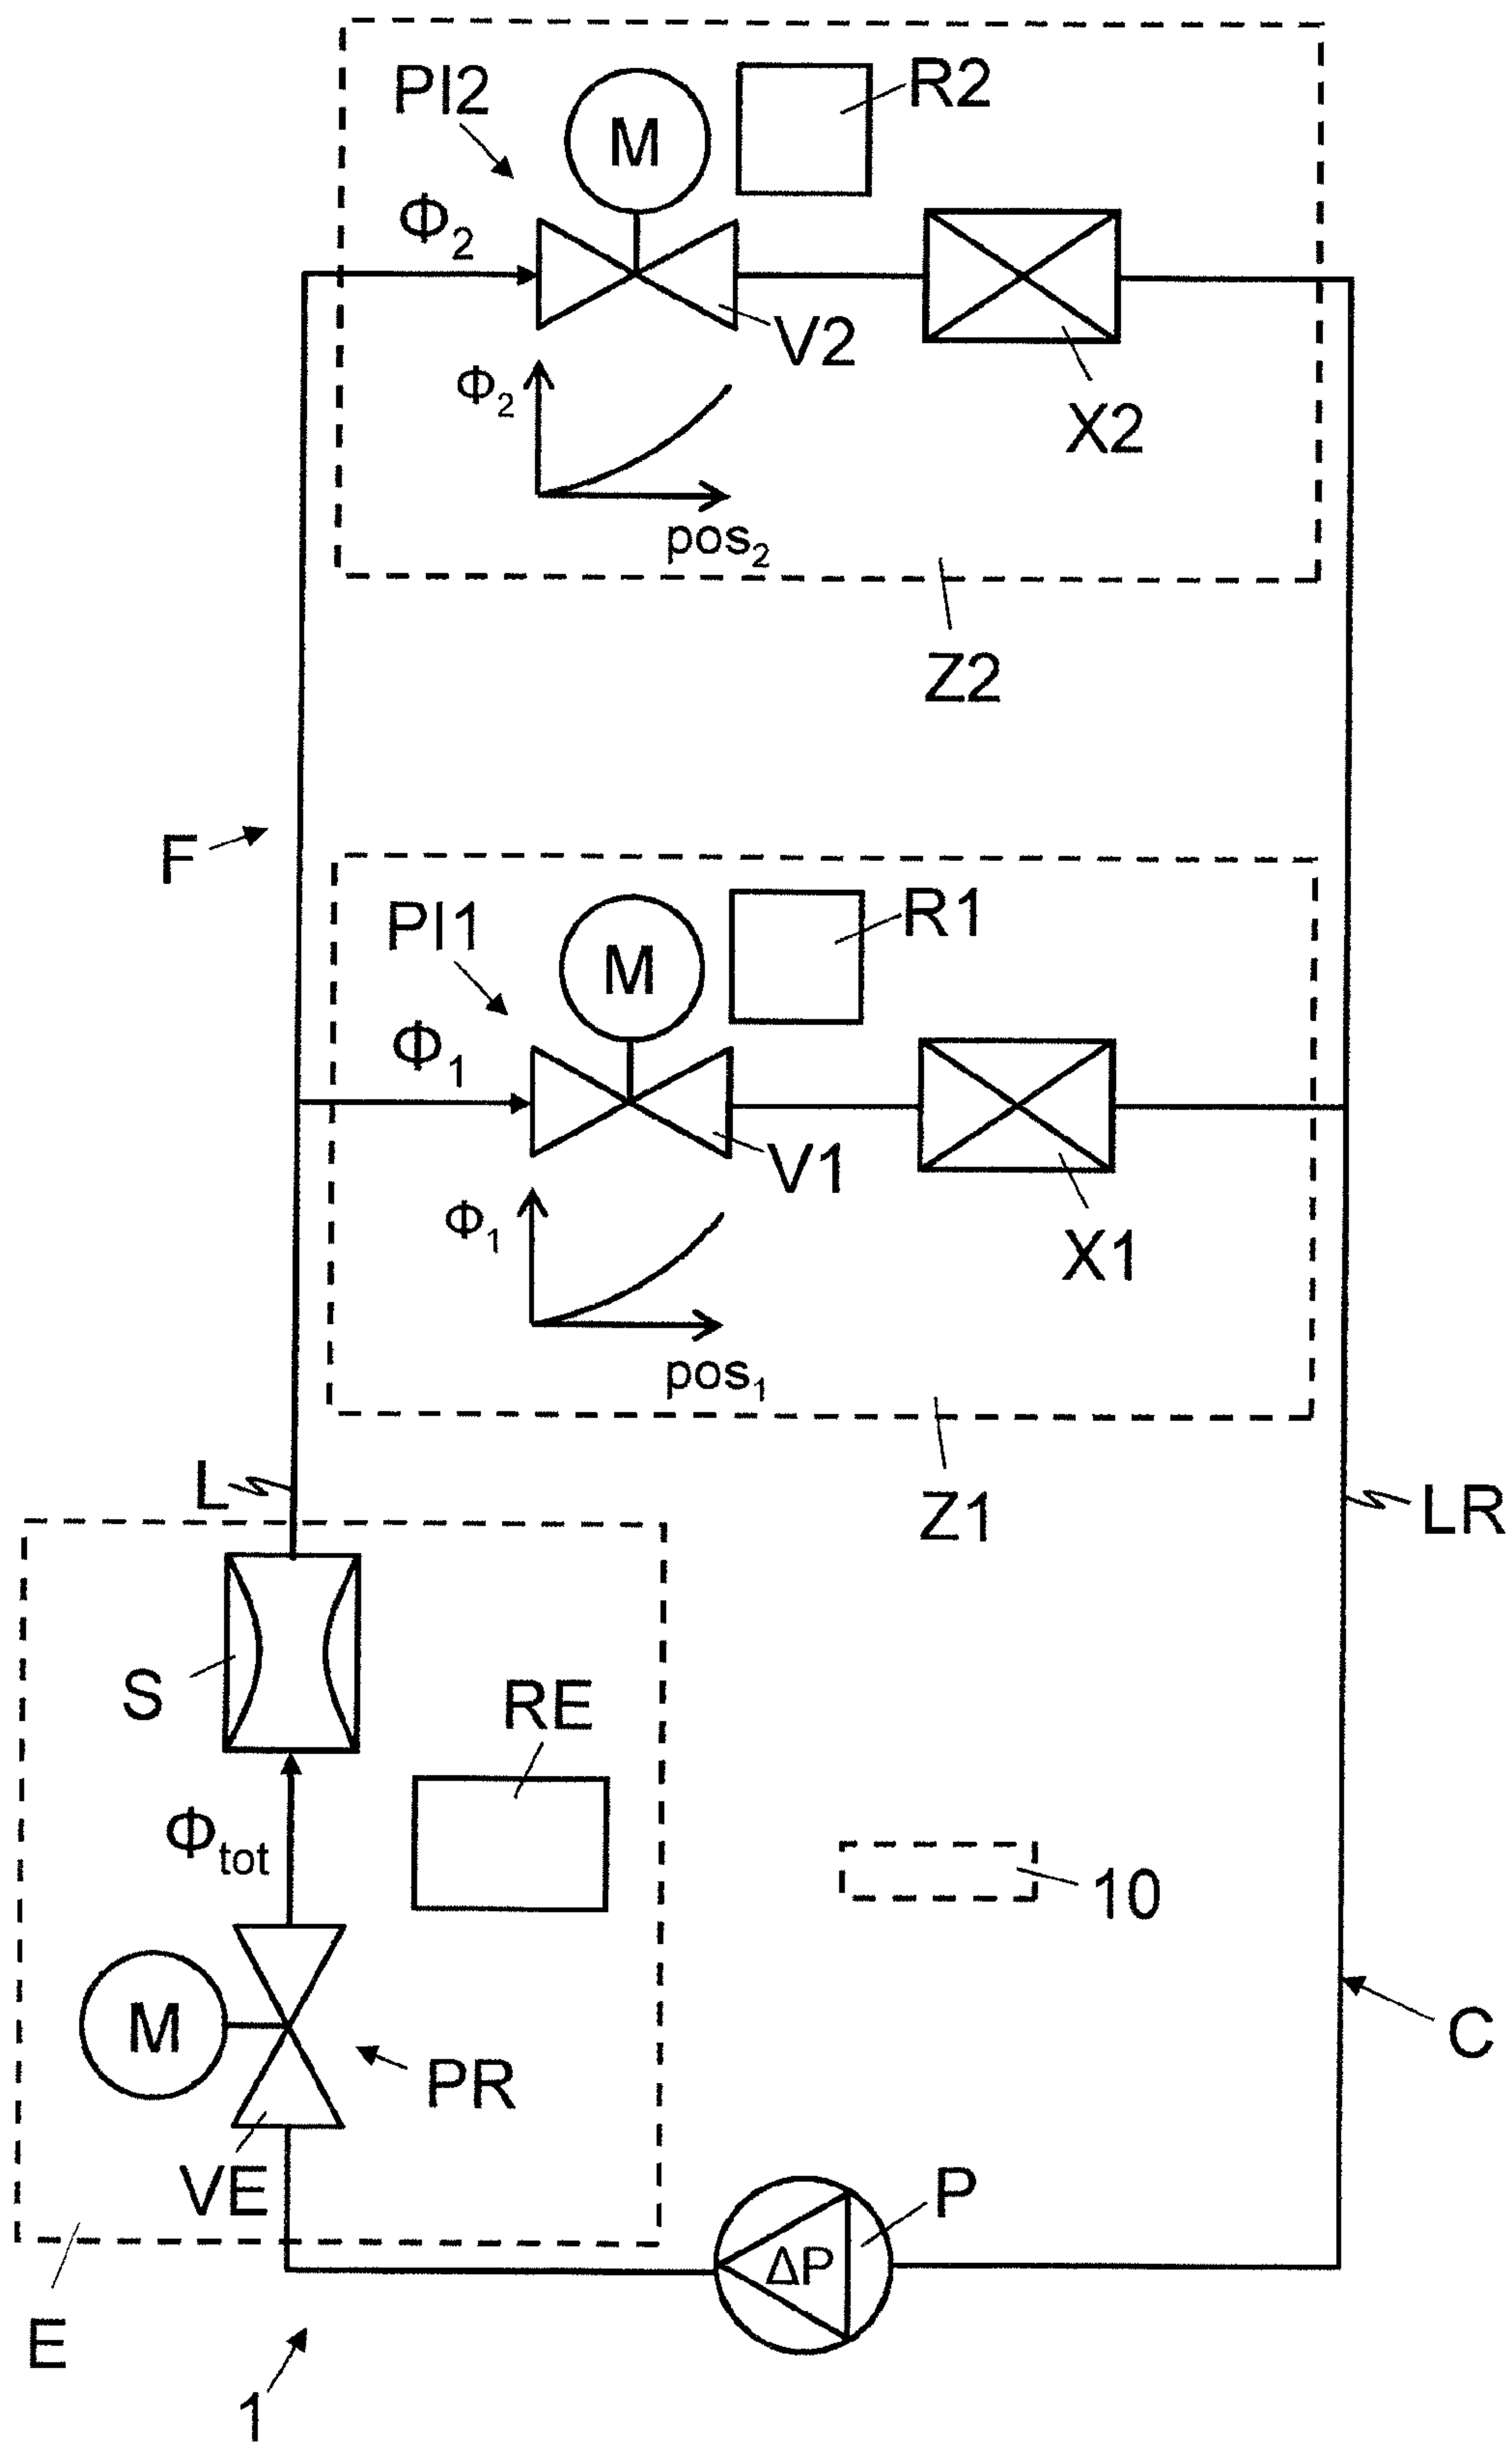 PI2
M
R2
Φ2
V2
Φ2
X2
pos2
Z2
F
PI1
M
R1
Φ1
V1
Φ1
X1
pos1
L
Z1
LR
S
RE
Φtot
10
M
PR
C
VE
P
ΔP
E
1